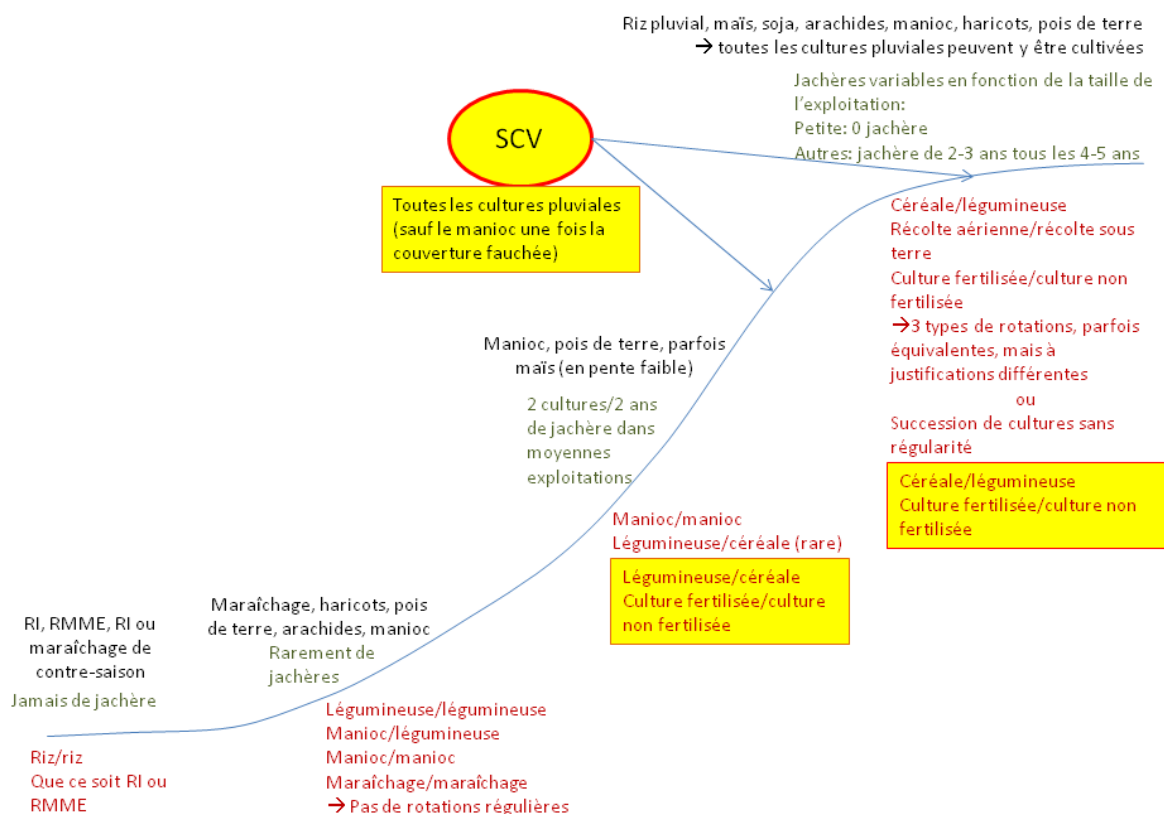 Riz pluvial, maïs, soja, arachides, manioc, haricots, pois de terre
→ toutes les cultures pluviales peuvent y être cultivées
Jachères variables en fonction de la taille de
l'exploitation:
Petite: 0 jachère
Autres: jachère de 2-3 ans tous les 4-5 ans
SCV
Toutes les cultures pluviales
(sauf le manioc une fois la
couverture fauchée)
Céréale/légumineuse
Récolte aérienne/récolte sous
terre
Culture fertilisée/culture non
fertilisée
→3 types de rotations, parfois
équivalentes, mais à
justifications différentes
ou
Succession de cultures sans
régularité
Céréale/légumineuse
Culture fertilisée/culture non
fertilisée
Manioc, pois de terre, parfois
maïs (en pente faible)
2 cultures/2 ans
de jachère dans
moyennes
exploitations
Manioc/manioc
Légumineuse/céréale (rare)
Légumineuse/céréale
Culture fertilisée/culture
non fertilisée
Maraîchage, haricots, pois
de terre, arachides, manioc
Rarement de
jachères
Légumineuse/légumineuse
Manioc/légumineuse
Manioc/manioc
Maraîchage/maraîchage
→ Pas de rotations régulières
RI, RMME, RI ou
maraîchage de
contre-saison
Jamais de jachère
Riz/riz
Que ce soit RI ou
RMME